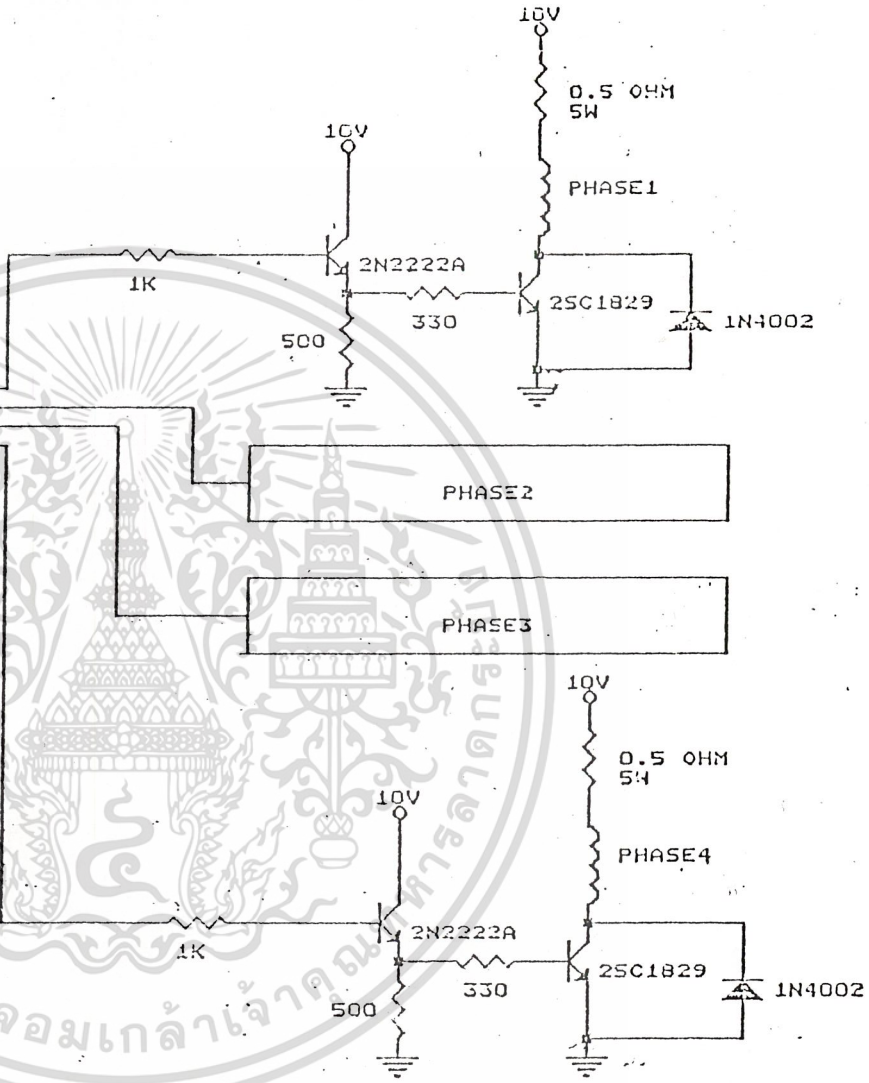 10V
0.5 OHM
5W
10V
PHASE1
2N2222A
1K
2SC1829
1N4002
330
500
PHASE2
PHASE3
10V
0.5 OHM
5W
10V
PHASE4
2N2222A
1K
2SC1829
330
1N4002
500